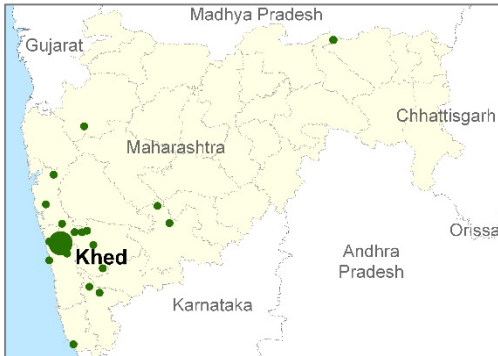 Madhya Pradesh
Gujarat
Chhattisgarh
Maharashtra
Orissa
Khed
Andhra
Pradesh
Karnataka